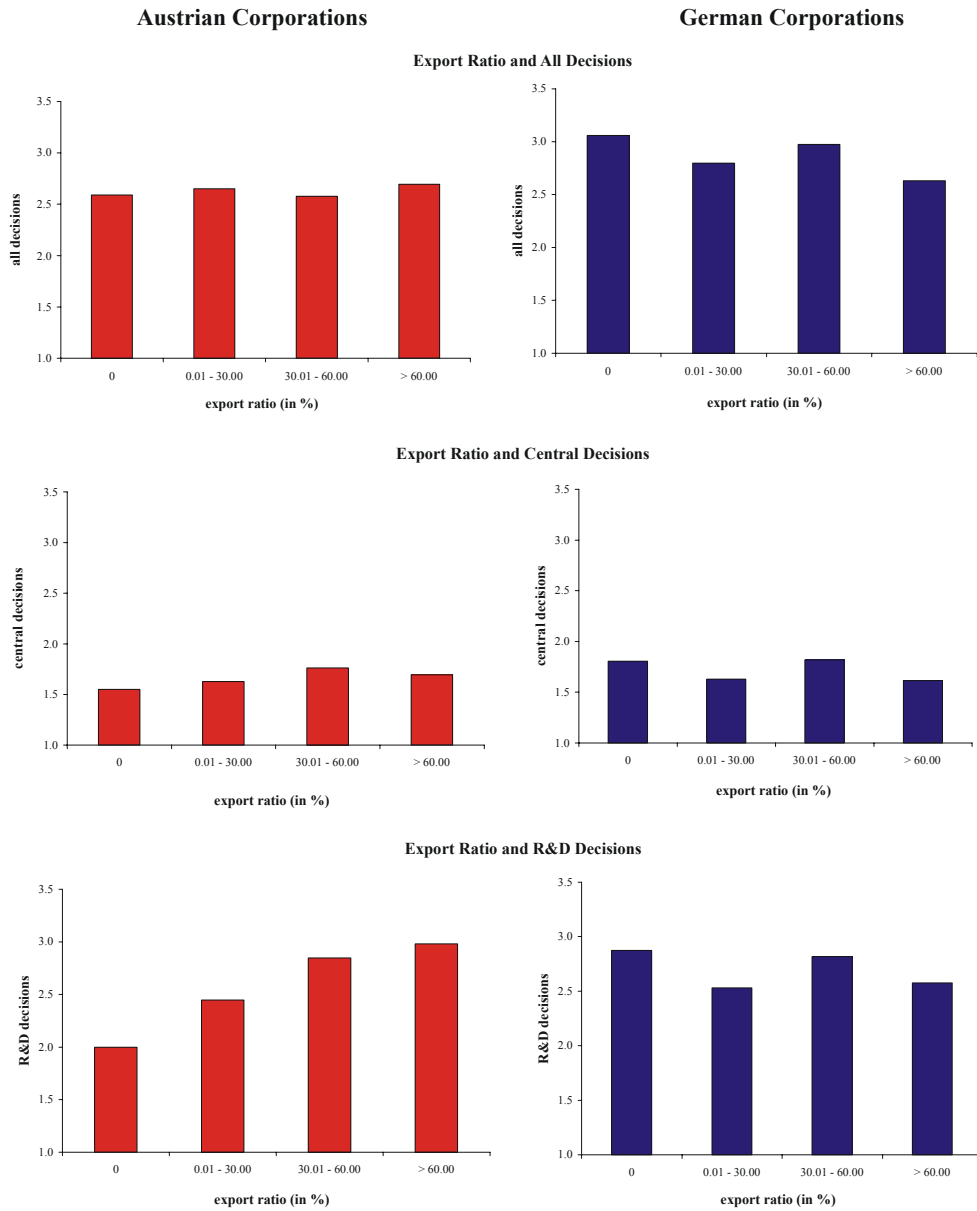 Austrian Corporations
German Corporations
Export Ratio and All Decisions
3.5
3.0
2.5
2.0
1.5
1.0
all decisions
0
0.01 - 30.00
30.01 - 60.00
> 60.00
export ratio (in %)
3.5
3.0
2.5
2.0
1.5
1.0
all decisions
0
0.01 - 30.00
30.01 - 60.00
> 60.00
export ratio (in %)
Export Ratio and Central Decisions
3.5
3.0
2.5
2.0
1.5
1.0
central decisions
0
0.01 - 30.00
30.01 - 60.00
> 60.00
export ratio (in %)
3.5
3.0
2.5
2.0
1.5
1.0
central decisions
0
0.01 - 30.00
30.01 - 60.00
> 60.00
export ratio (in %)
Export Ratio and R&D Decisions
3.5
3.0
2.5
2.0
1.5
1.0
R&D decisions
0
0.01 - 30.00
30.01 - 60.00
> 60.00
export ratio (in %)
3.5
3.0
2.5
2.0
1.5
1.0
R&D decisions
0
0.01 - 30.00
30.01 - 60.00
> 60.00
export ratio (in %)